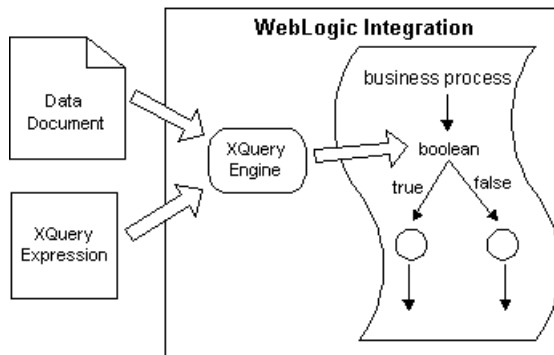 WebLogic Integration
Data
Document
XQuery
Expression
XQuery
Engine
business process
boolean
true
false